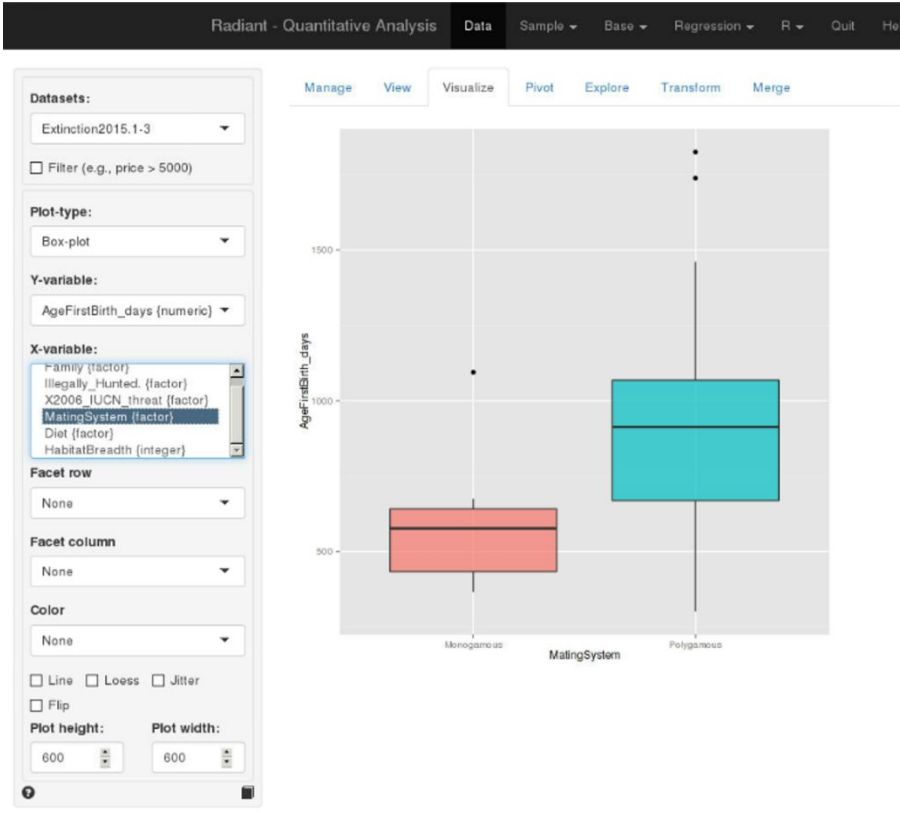 Radiant - Quantitative Analysis Data Sample Base Regression R Quit He
Manage View Visualize Pivot Explore Transform Merge
Datasets:
Extinction2015.1-3
Filter (e.g., price > 5000)
Plot-type:
Box-plot
Y-variable:
AgeFirstBirth_days {numeric}
X-variable:
Family {factor}
Illegally_Hunted. {factor}
X2006_IUCN_threat {factor}
MatingSystem {factor}
Diet {factor}
HabitatBreadth {integer}
Facet row
None
Facet column
None
Color
None
Line Loess Jitter
Flip
Plot height: Plot width:
600 600
AgeFirstBirth_days
1500
1000
500
Monogamous Polygamous
MatingSystem